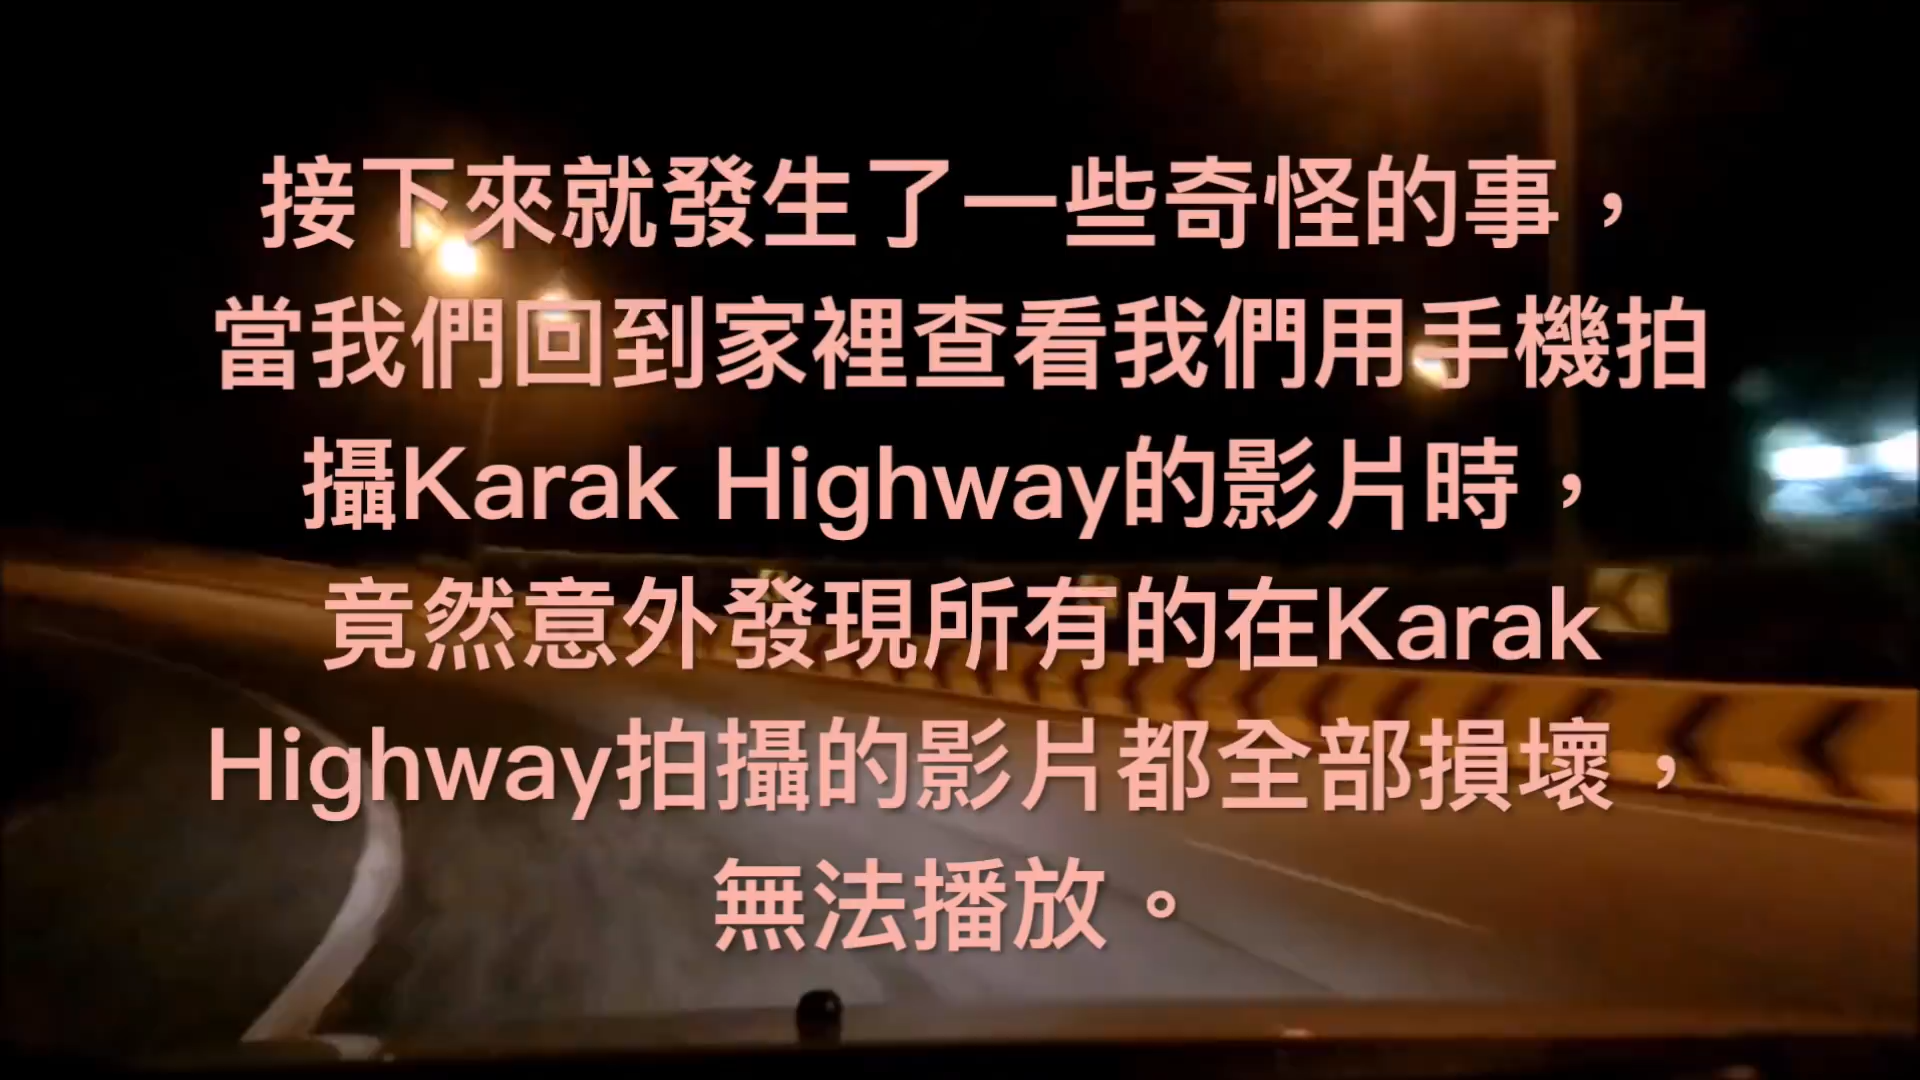 接下來就發生了一些奇怪的事，
當我們回到家裡查看我們用手機拍
攝Karak Highway的影片時，
竟然意外發現所有的在Karak
Highway拍攝的影片都全部損壞，
無法播放。